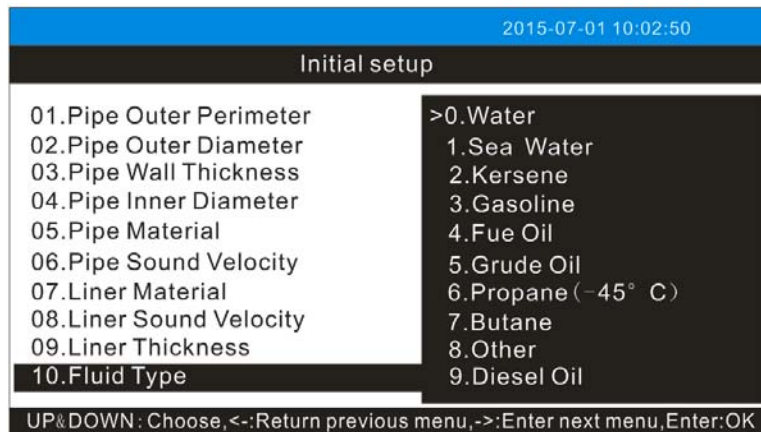 2015-07-01 10:02:50
Initial setup
01.Pipe Outer Perimeter
02.Pipe Outer Diameter
03.Pipe Wall Thickness
04.Pipe Inner Diameter
05.Pipe Material
06.Pipe Sound Velocity
07.Liner Material
08.Liner Sound Velocity
09.Liner Thickness
10.Fluid Type
>0.Water
1.Sea Water
2.Kersene
3.Gasoline
4.Fue Oil
5.Grude Oil
6.Propane(-45° C)
7.Butane
8.Other
9.Diesel Oil
UP&DOWN:Choose,<-:Return previous menu,->:Enter next menu,Enter:OK